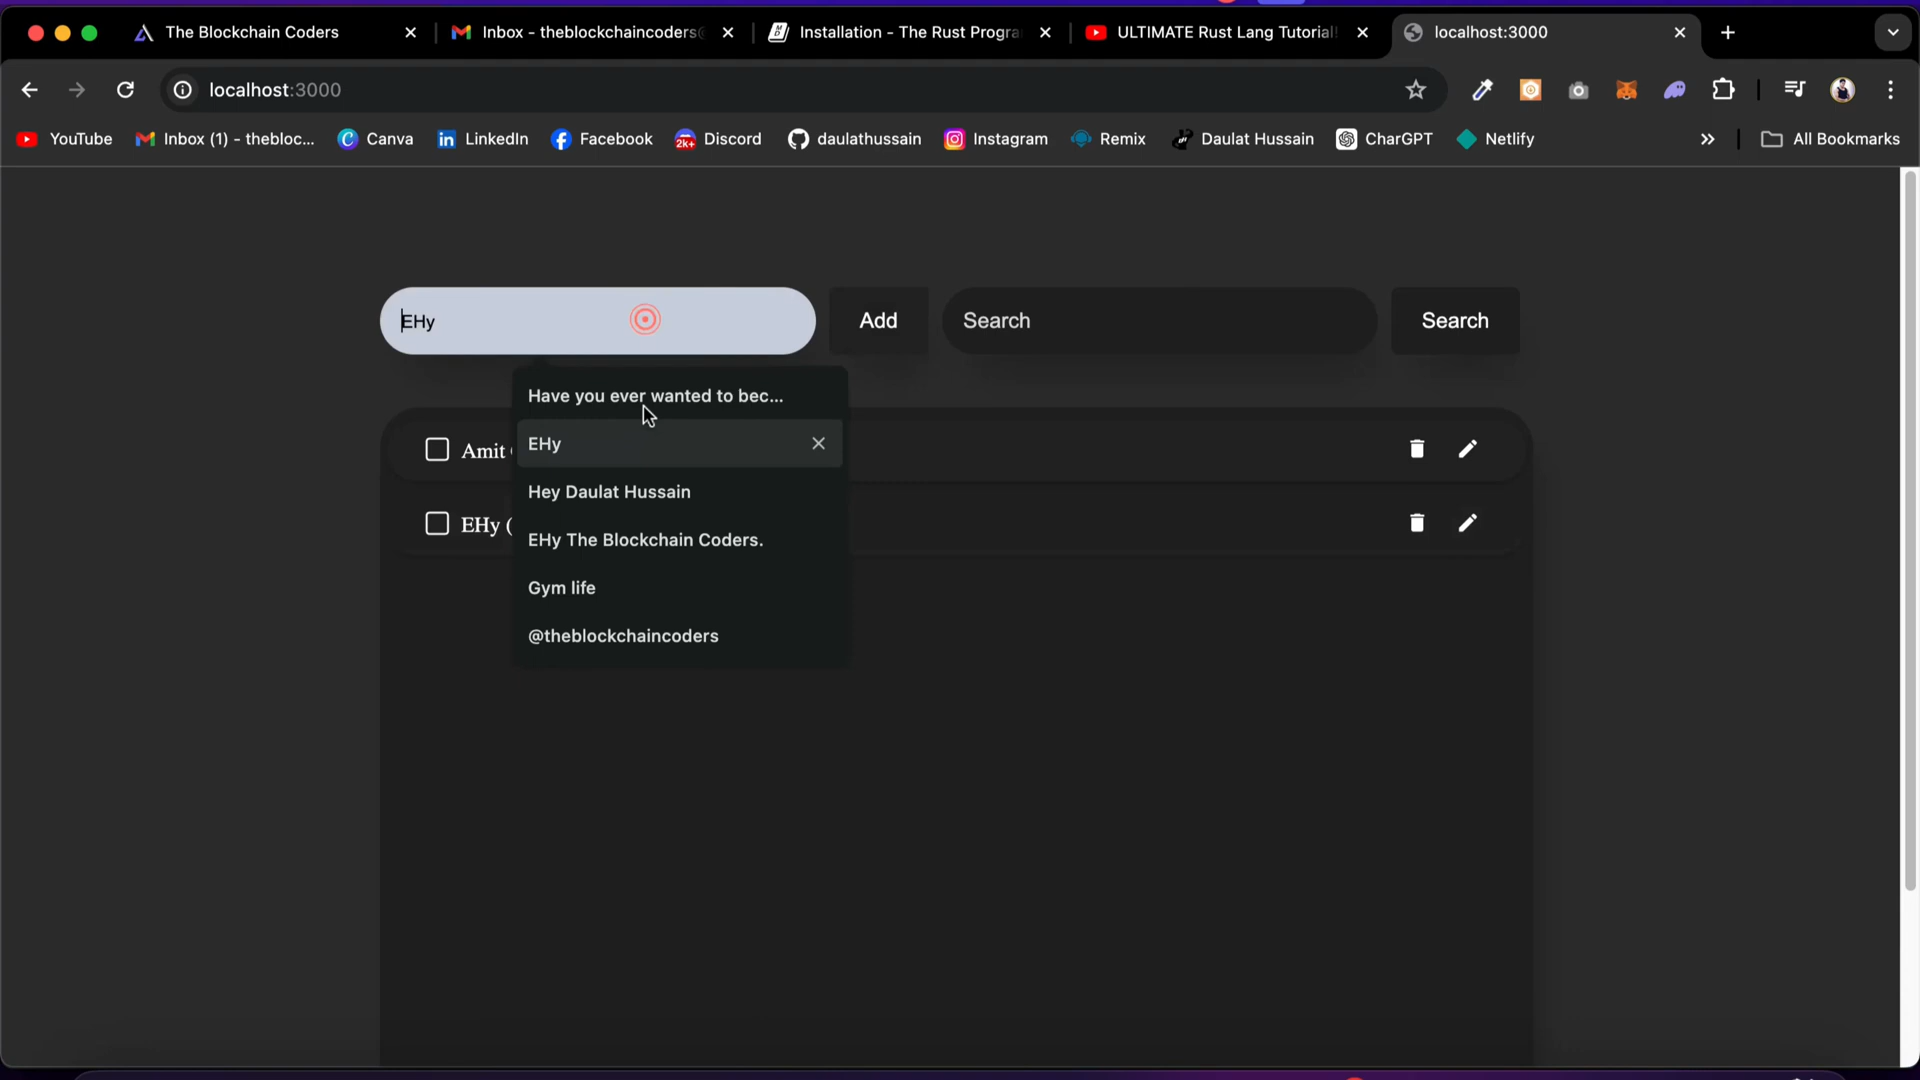 The Blockchain Coders
Inbox - theblockchaincoders@
Installation - The Rust Progra
ULTIMATE Rust Lang Tutorial!
localhost:3000
localhost:3000
YouTube
Inbox (1) - thebloc...
Canva
LinkedIn
Facebook
2k+
Discord
daulathussain
Instagram
Remix
Daulat Hussain
CharGPT
Netlify
All Bookmarks
EHy
Add
Search
Search
Have you ever wanted to bec...
Amit
EHy
Hey Daulat Hussain
EHy (
EHy The Blockchain Coders.
Gym life
@theblockchaincoders